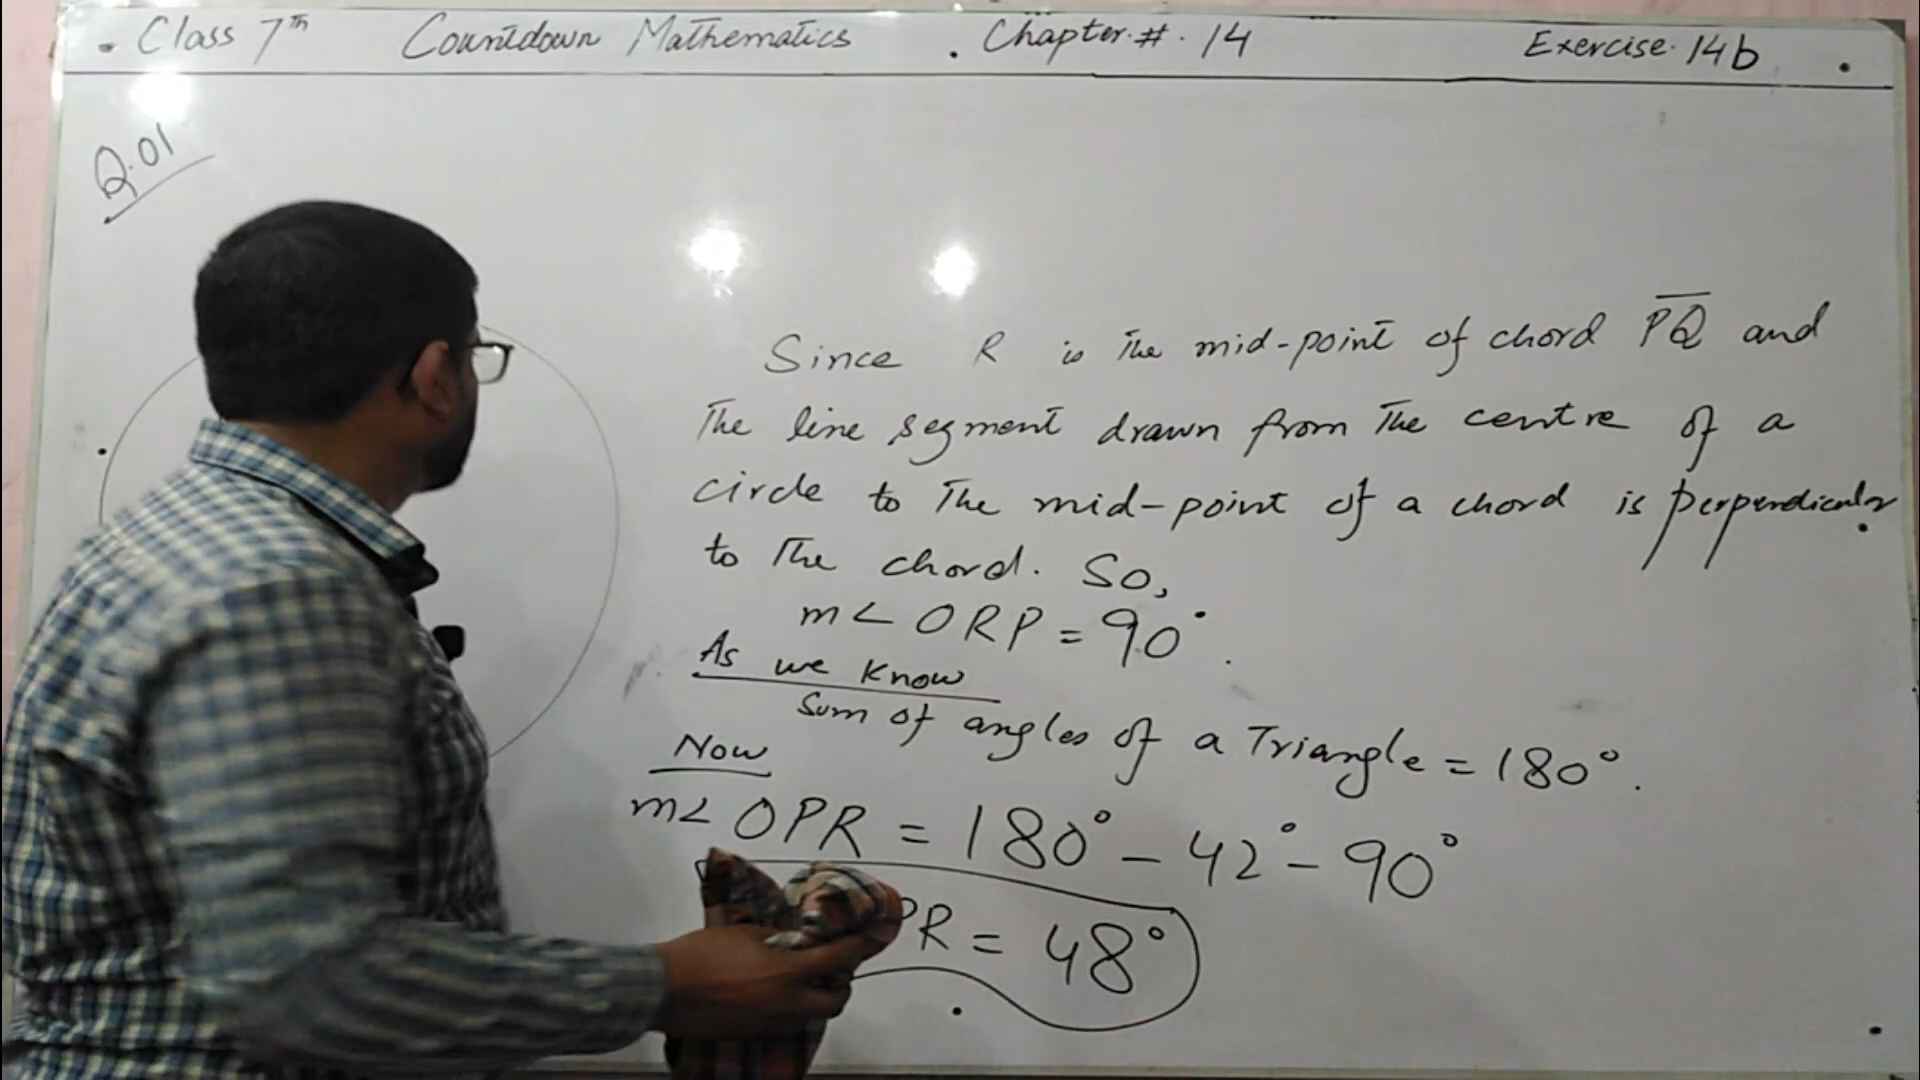 . Class 7th Countdown Mathematics . Chapter.#. 14 Exercise. 14b .
Q.01
Since R is the mid-point of chord PQ and
The line segment drawn from The centre of a
circle to The mid-point of a chord is perpendicular.
to The chord. So,
m< ORP = 90°.
As we know
Sum of angles of a Triangle = 180°.
Now
m< OPR = 180° - 42° - 90°
PR = 48°